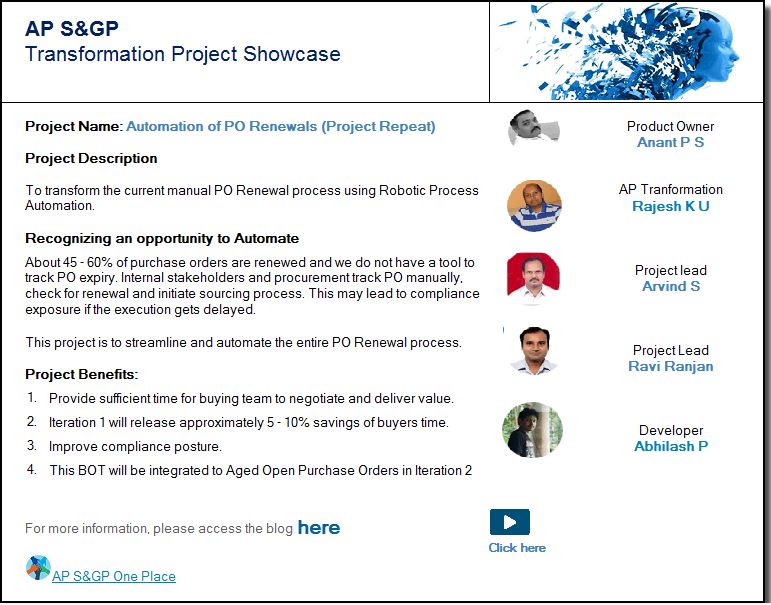 AP S&GP
Transformation Project Showcase
Project Name: Automation of PO Renewals (Project Repeat)
Project Description
To transform the current manual PO Renewal process using Robotic Process
Automation.
Recognizing an opportunity to Automate
About 45 - 60% of purchase orders are renewed and we do not have a tool to
track PO expiry. Internal stakeholders and procurement track PO manually,
check for renewal and initiate sourcing process. This may lead to compliance
exposure if the execution gets delayed.
This project is to streamline and automate the entire PO Renewal process.
Project Benefits:
1. Provide sufficient time for buying team to negotiate and deliver value.
2. Iteration 1 will release approximately 5 - 10% savings of buyers time.
3. Improve compliance posture.
4. This BOT will be integrated to Aged Open Purchase Orders in Iteration 2
For more information, please access the blog here
AP S&GP One Place
Product Owner
Anant P S
AP Tranformation
Rajesh K U
Project lead
Arvind S
Project Lead
Ravi Ranjan
Developer
Abhilash P
Click here